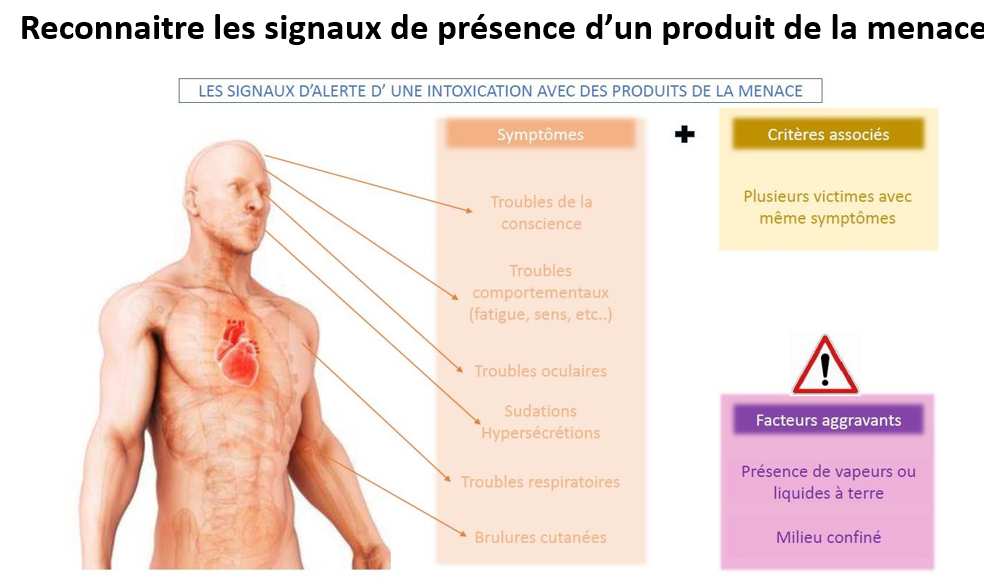 Reconnaitre les signaux de présence d’un produit de la menace
LES SIGNAUX D’ALERTE D’ UNE INTOXICATION AVEC DES PRODUITS DE LA MENACE
Symptômes
Troubles de la
conscience
Troubles
comportementaux
(fatigue, sens, etc..)
Troubles oculaires
Sudations
Hypersécrétions
Troubles respiratoires
Brulures cutanées
Critères associés
Plusieurs victimes avec
même symptômes
Facteurs aggravants
Présence de vapeurs ou
liquides à terre
Milieu confiné